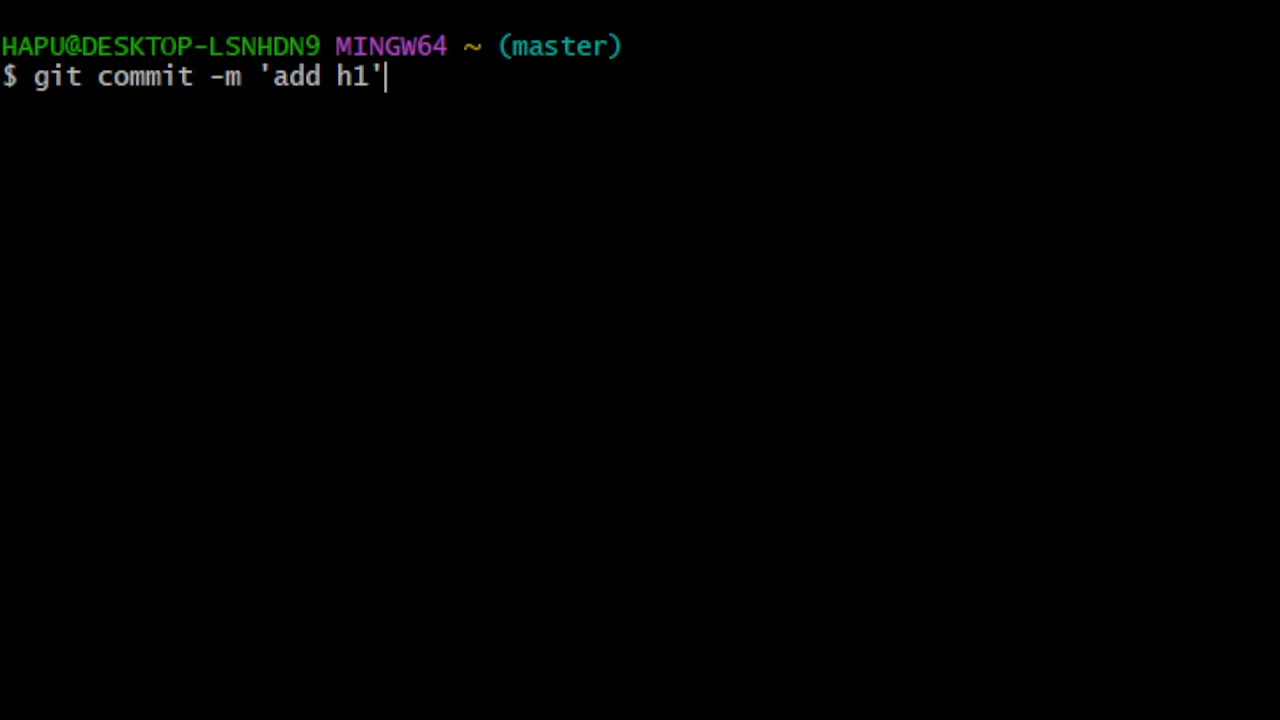 HAPU@DESKTOP-LSNHDN9 MINGW64 ~ (master)
$ git commit -m 'add h1'